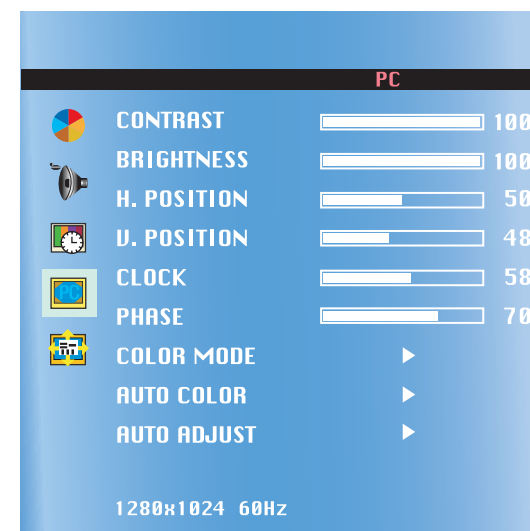 PC
CONTRAST 100
BRIGHTNESS 100
H. POSITION 50
V. POSITION 48
CLOCK 58
PC
PHASE 70
COLOR MODE
AUTO COLOR
AUTO ADJUST
1280x1024 60Hz